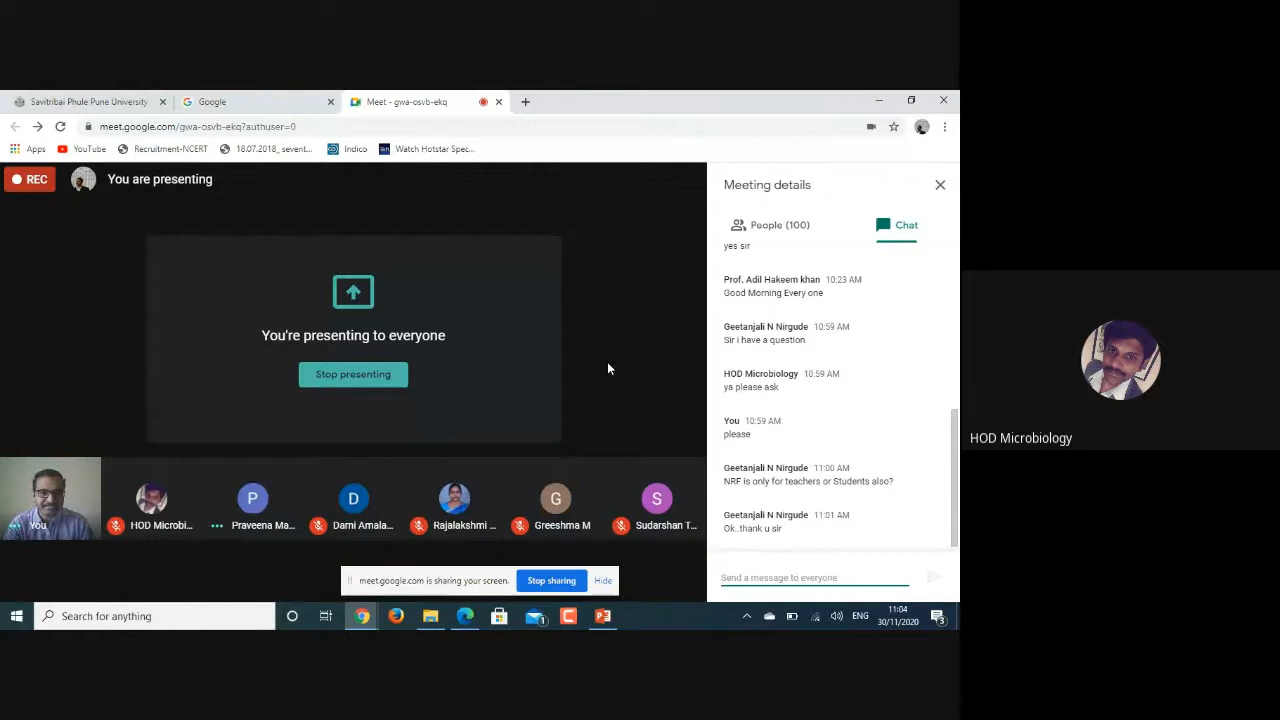 Savitribai Phule Pune University,
Google
Meet - gwa-osvb-ekq
meet.google.com/gwa-osvb-ekq?authuser=0
Apps
YouTube
Recruitment-NCERT
18.07.2018_ sevent...
Indico
Watch Hotstar Spec...
REC
You are presenting
Meeting details
People (100)
Chat
yes sir
Prof. Adil Hakeem khan 10:23 AM
Good Morning Every one
Geetanjali N Nirgude 10:59 AM
Sir i have a question
HOD Microbiology 10:59 AM
ya please ask
You 10:59 AM
please
Geetanjali N Nirgude 11:00 AM
NRF is only for teachers or Students also?
Geetanjali N Nirgude 11:01 AM
Ok..thank u sir
Send a message to everyone
You're presenting to everyone
Stop presenting
You
HOD Microbi...
P
Praveena Ma...
D
Darni Amala...
Rajalakshmi ...
G
Greeshma M
S
Sudarshan T...
meet.google.com is sharing your screen.
Stop sharing
Hide
Search for anything
1
ENG
11:04
30/11/2020
3
HOD Microbiology